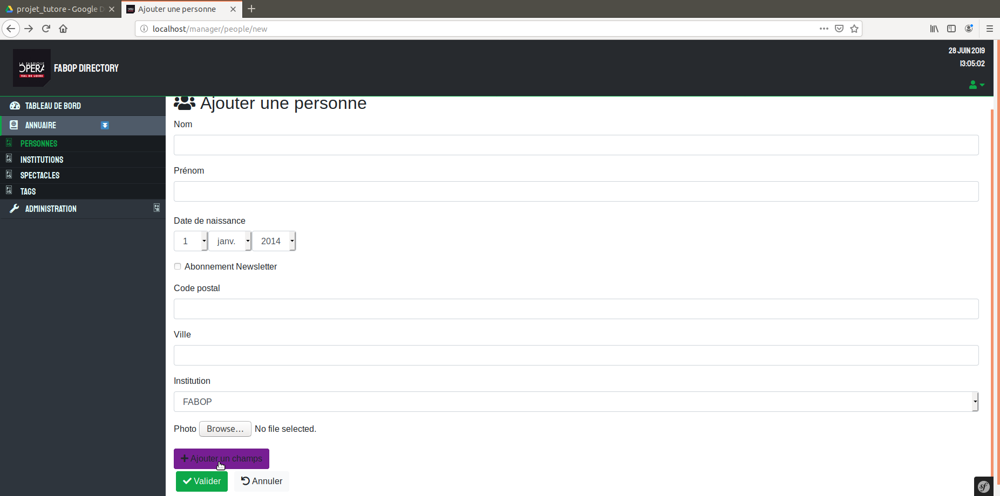 projet_tutore - Google D
Ajouter une personne
localhost/manager/people/new
28 JUIN 2019
13:05:02
LA FABRIQUE
OPERA
VAL DE LOIRE
FABOP DIRECTORY
TABLEAU DE BORD
ANNUAIRE
PERSONNES
INSTITUTIONS
SPECTACLES
TAGS
ADMINISTRATION
Ajouter une personne
Nom
Prénom
Date de naissance
1 janv. 2014
Abonnement Newsletter
Code postal
Ville
Institution
FABOP
Photo Browse... No file selected.
Ajouter un champs
Valider Annuler
sf